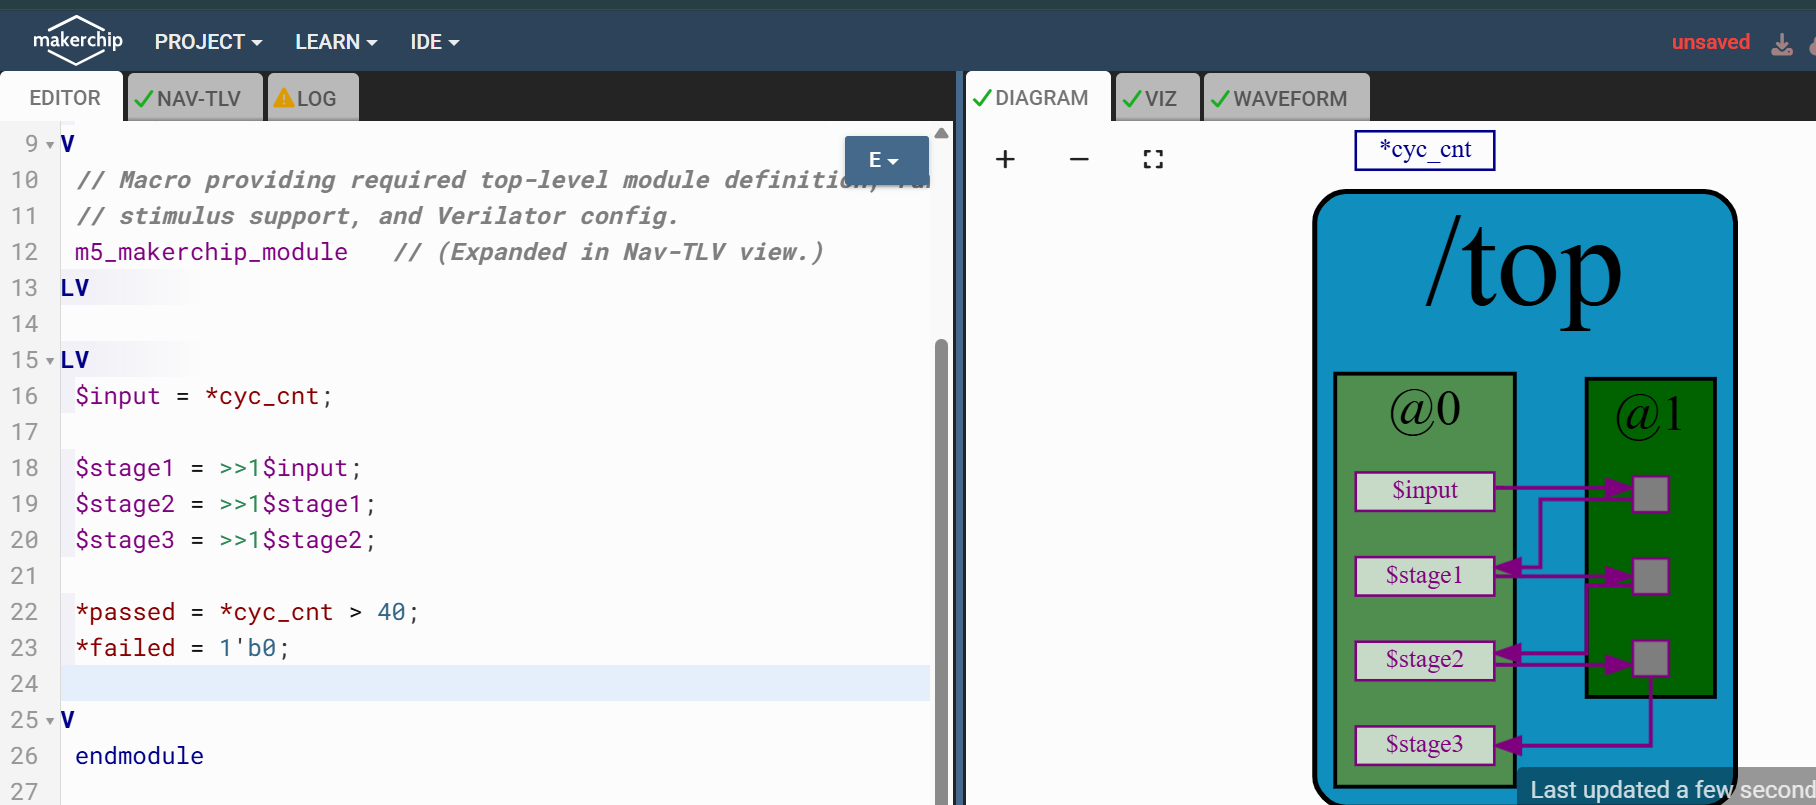 makerchip PROJECT LEARN IDE unsaved
EDITOR NAV-TLV LOG DIAGRAM VIZ WAVEFORM
E
9 V
10 // Macro providing required top-level module definition,
11 // stimulus support, and Verilator config.
12 m5_makerchip_module // (Expanded in Nav-TLV view.)
13 LV
14
15 LV
16 $input = *cyc_cnt;
17
18 $stage1 = >>1$input;
19 $stage2 = >>1$stage1;
20 $stage3 = >>1$stage2;
21
22 *passed = *cyc_cnt > 40;
23 *failed = 1'b0;
24
25 V
26 endmodule
27
*cyc_cnt
/top
@0 @1
$input
$stage1
$stage2
$stage3
Last updated a few second